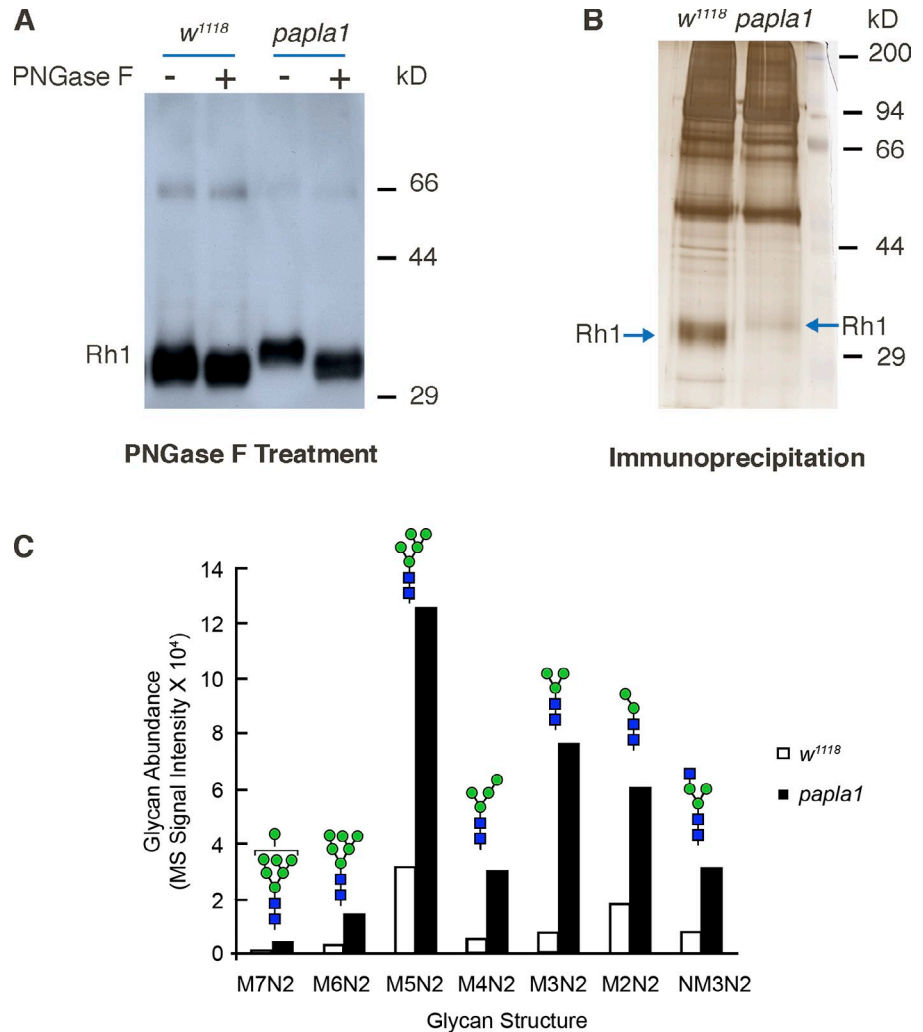 A
w1118 papla1
PNGase F - + - + kD
66
44
Rh1
29
PNGase F Treatment
B
w1118 papla1 kD
200
94
66
44
Rh1 Rh1
29
Immunoprecipitation
C
Glycan Abundance
(MS Signal Intensity X 10⁴)
14
12
10
8
6
4
2
0
w1118
papla1
M7N2 M6N2 M5N2 M4N2 M3N2 M2N2 NM3N2
Glycan Structure